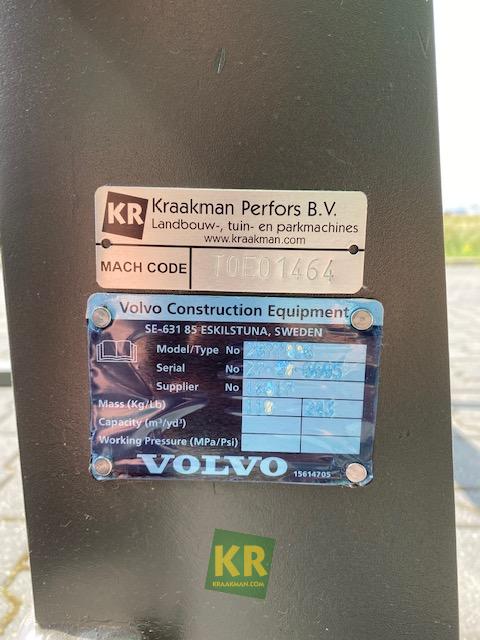 KR Kraakman Perfors B.V.
Landbouw-, tuin- en parkmachines
www.kraakman.com
MACH CODE TOE01464
Volvo Construction Equipment
SE-631 85 ESKILSTUNA, SWEDEN
Model/Type No
Serial No
Supplier No
Mass (Kg/Lb)
Capacity (m³/yd³)
Working Pressure (MPa/Psi)
VOLVO
15614705
KR
KRAAKMAN.COM